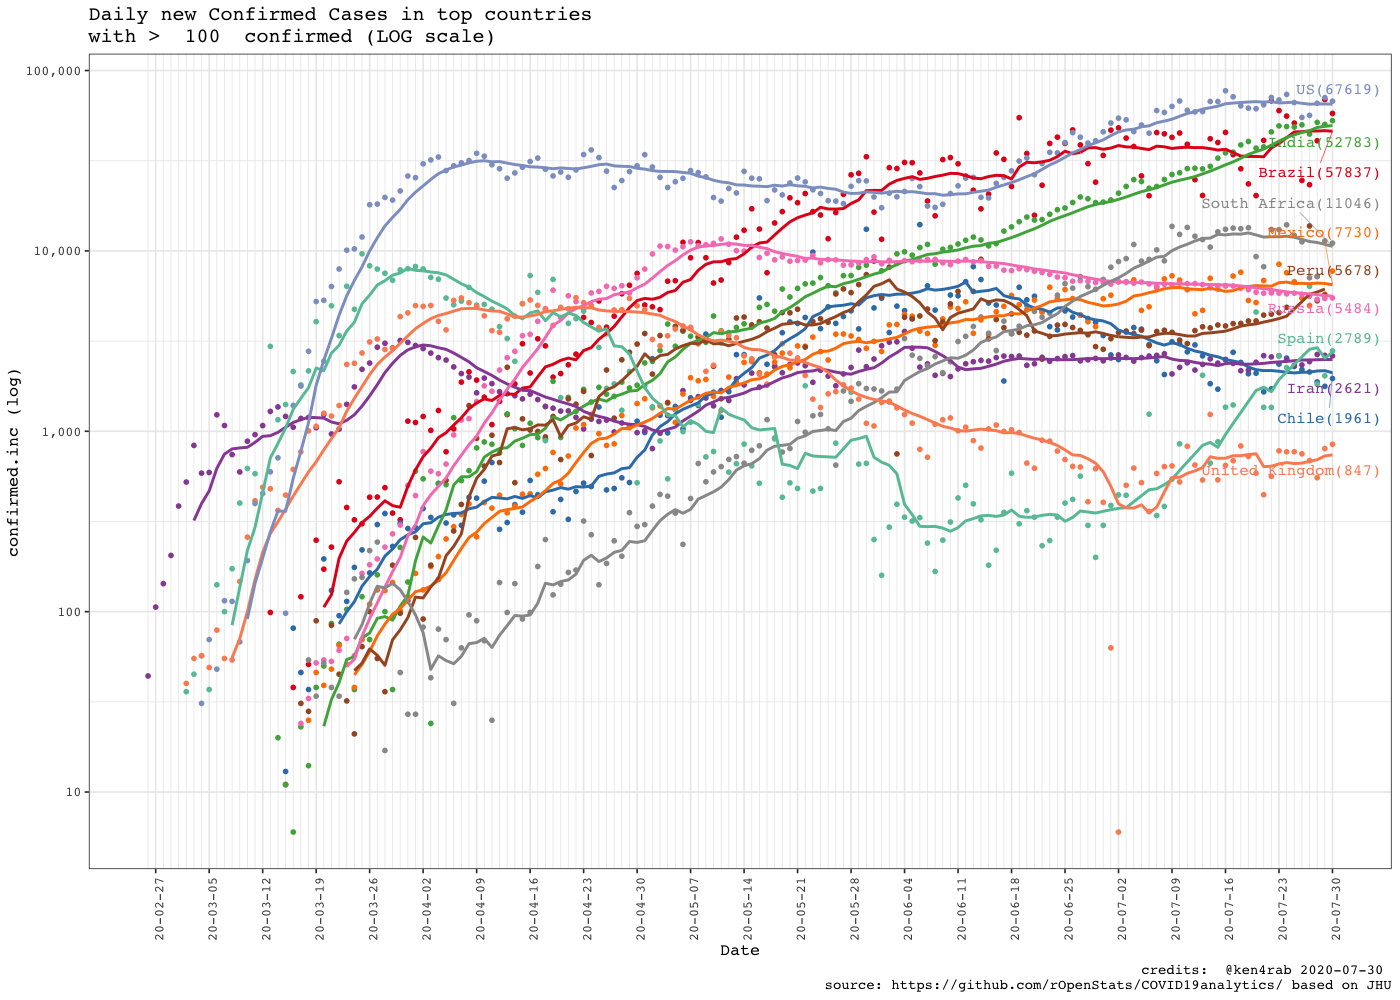 Daily new Confirmed Cases in top countries
with >  100  confirmed (LOG scale)
100,000
10,000
1,000
100
10
confirmed.inc (log)
US(67619)
India(52783)
Brazil(57837)
South Africa(11046)
Mexico(7730)
Peru(5678)
Russia(5484)
Spain(2789)
Iran(2621)
Chile(1961)
United Kingdom(847)
20-02-27
20-03-05
20-03-12
20-03-19
20-03-26
20-04-02
20-04-09
20-04-16
20-04-23
20-04-30
20-05-07
20-05-14
20-05-21
20-05-28
20-06-04
20-06-11
20-06-18
20-06-25
20-07-02
20-07-09
20-07-16
20-07-23
20-07-30
Date
credits:  @ken4rab 2020-07-30
source: https://github.com/rOpenStats/COVID19analytics/ based on JHU